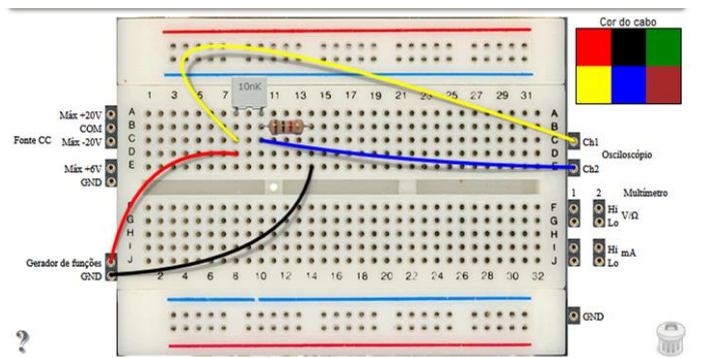 Cor do cabo
1 3 5 7 11 13 15 17 19 21 23 25 27 29 31
10nK
A A
B B
C C
D D
E E
Máx +20V
COM
Fonte CC Máx -20V
Máx +6V
GND
Ch1
Osciloscópio
Ch2
1 2 Multímetro
F F
G G
H H
I I
J J
Hi
V/Ω
Lo
Hi
mA
Lo
Gerador de funções
GND
2 4 6 8 10 12 14 16 18 20 22 24 26 28 30 32
GND
?